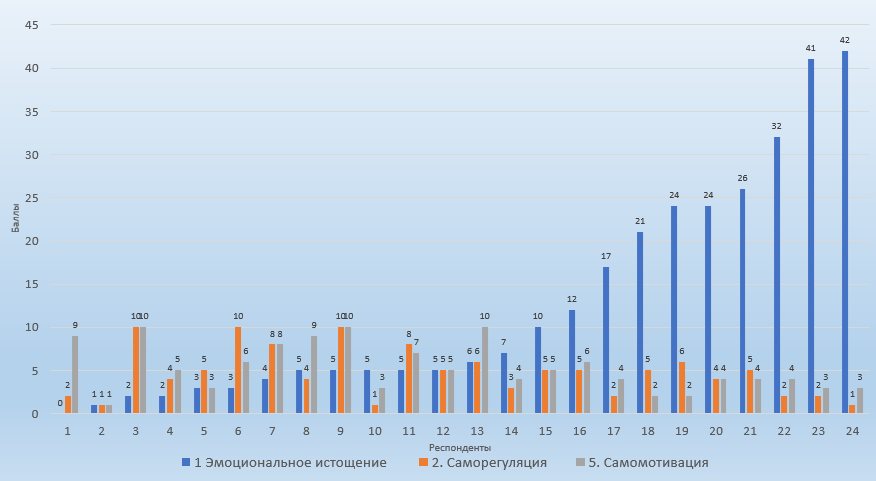 45
40
35
30
25
20
15
10
5
0
Баллы
0 2 9
1 1 1
2 10 10
2 4 5
3 5 3
3 10 6
4 8 8
5 4 9
5 10 10
5 1 3
5 8 7
5 5 5
6 6 10
7 3 4
10 5 5
12 5 6
17 2 4
21 5 2
24 6 2
24 4 4
26 5 4
32 2 4
41 2 3
42 1 3
1 2 3 4 5 6 7 8 9 10 11 12 13 14 15 16 17 18 19 20 21 22 23 24
Респонденты
1 Эмоциональное истощение 2. Саморегуляция 5. Самомотивация